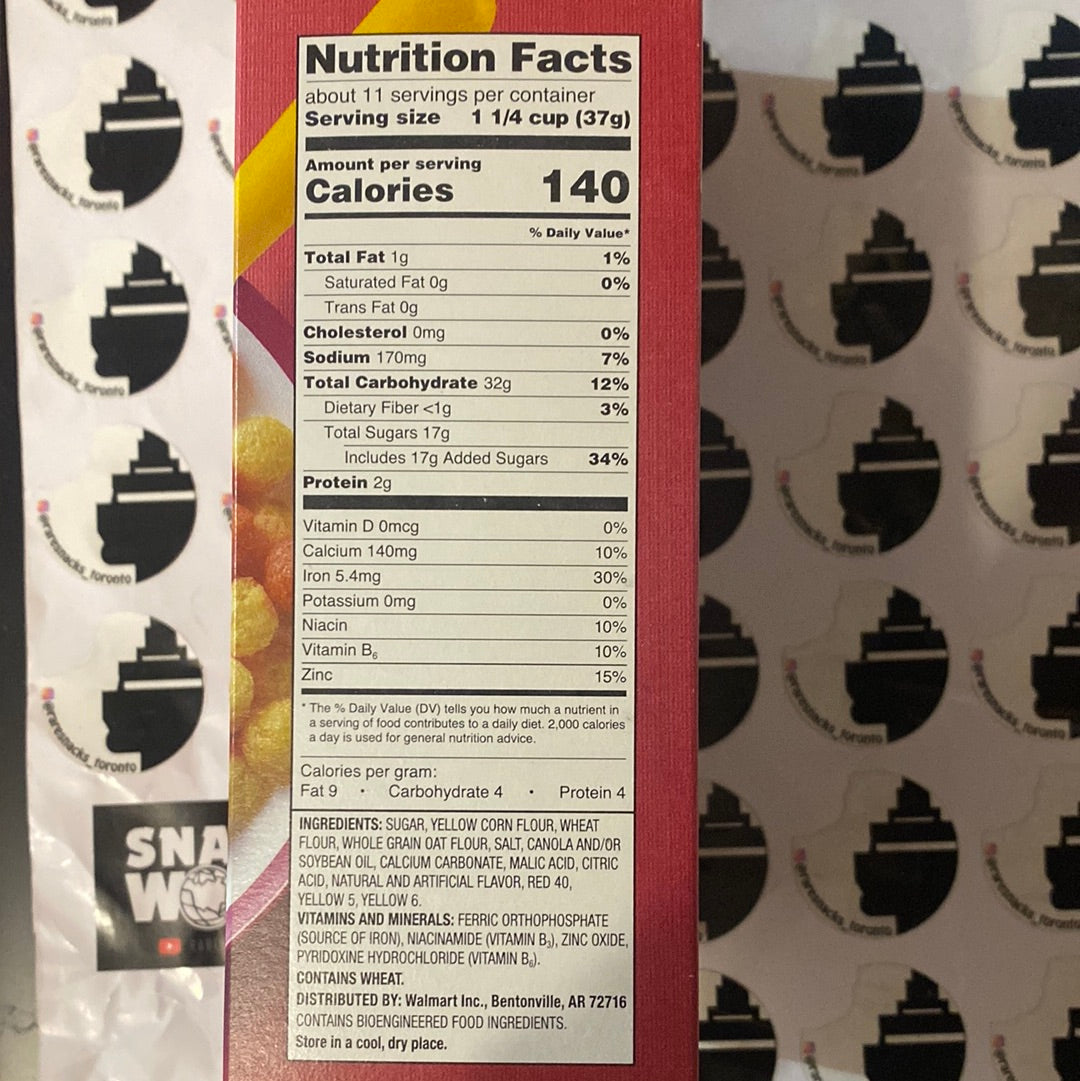 Nutrition Facts
about 11 servings per container
Serving size 1 1/4 cup (37g)
Amount per serving
Calories 140
% Daily Value*
Total Fat 1g 1%
Saturated Fat 0g 0%
Trans Fat 0g
Cholesterol 0mg 0%
Sodium 170mg 7%
Total Carbohydrate 32g 12%
Dietary Fiber <1g 3%
Total Sugars 17g
Includes 17g Added Sugars 34%
Protein 2g
Vitamin D 0mcg 0%
Calcium 140mg 10%
Iron 5.4mg 30%
Potassium 0mg 0%
Niacin 10%
Vitamin B6 10%
Zinc 15%
* The % Daily Value (DV) tells you how much a nutrient in
a serving of food contributes to a daily diet. 2,000 calories
a day is used for general nutrition advice.
Calories per gram:
Fat 9 • Carbohydrate 4 • Protein 4
INGREDIENTS: SUGAR, YELLOW CORN FLOUR, WHEAT
FLOUR, WHOLE GRAIN OAT FLOUR, SALT, CANOLA AND/OR
SOYBEAN OIL, CALCIUM CARBONATE, MALIC ACID, CITRIC
ACID, NATURAL AND ARTIFICIAL FLAVOR, RED 40,
YELLOW 5, YELLOW 6.
VITAMINS AND MINERALS: FERRIC ORTHOPHOSPHATE
(SOURCE OF IRON), NIACINAMIDE (VITAMIN B3), ZINC OXIDE,
PYRIDOXINE HYDROCHLORIDE (VITAMIN B6).
CONTAINS WHEAT.
DISTRIBUTED BY: Walmart Inc., Bentonville, AR 72716
CONTAINS BIOENGINEERED FOOD INGREDIENTS.
Store in a cool, dry place.
@raresnacks_toronto
@raresnacks_toronto
@raresnacks_toronto
@raresnacks_toronto
SNA
WO